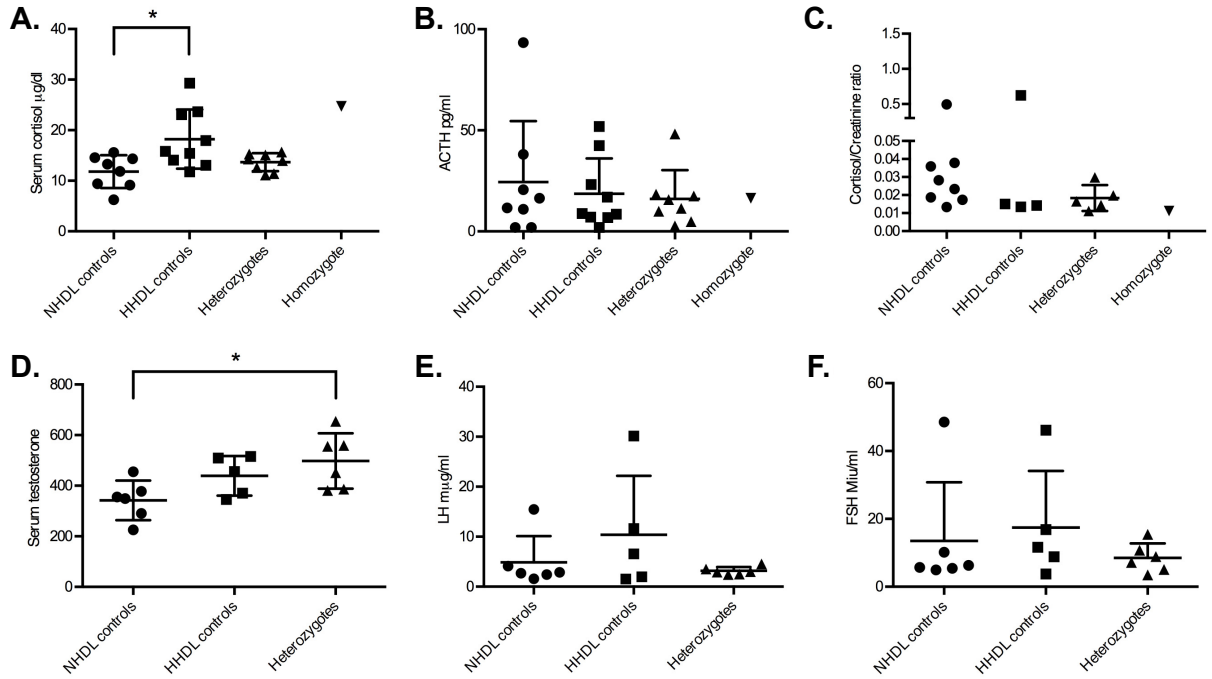 A.
*
Serum cortisol µg/dl
40
30
20
10
0
NHDL controls
HHDL controls
Heterozygotes
Homozygote
B.
ACTH pg/ml
100
50
0
NHDL controls
HHDL controls
Heterozygotes
Homozygote
C.
Cortisol/Creatinine ratio
1.5
1.0
0.5
0.05
0.04
0.03
0.02
0.01
0.00
NHDL controls
HHDL controls
Heterozygotes
Homozygote
D.
*
Serum testosterone
800
600
400
200
0
NHDL controls
HHDL controls
Heterozygotes
E.
LH mµg/ml
40
30
20
10
0
NHDL controls
HHDL controls
Heterozygotes
F.
FSH Miu/ml
60
40
20
0
NHDL controls
HHDL controls
Heterozygotes